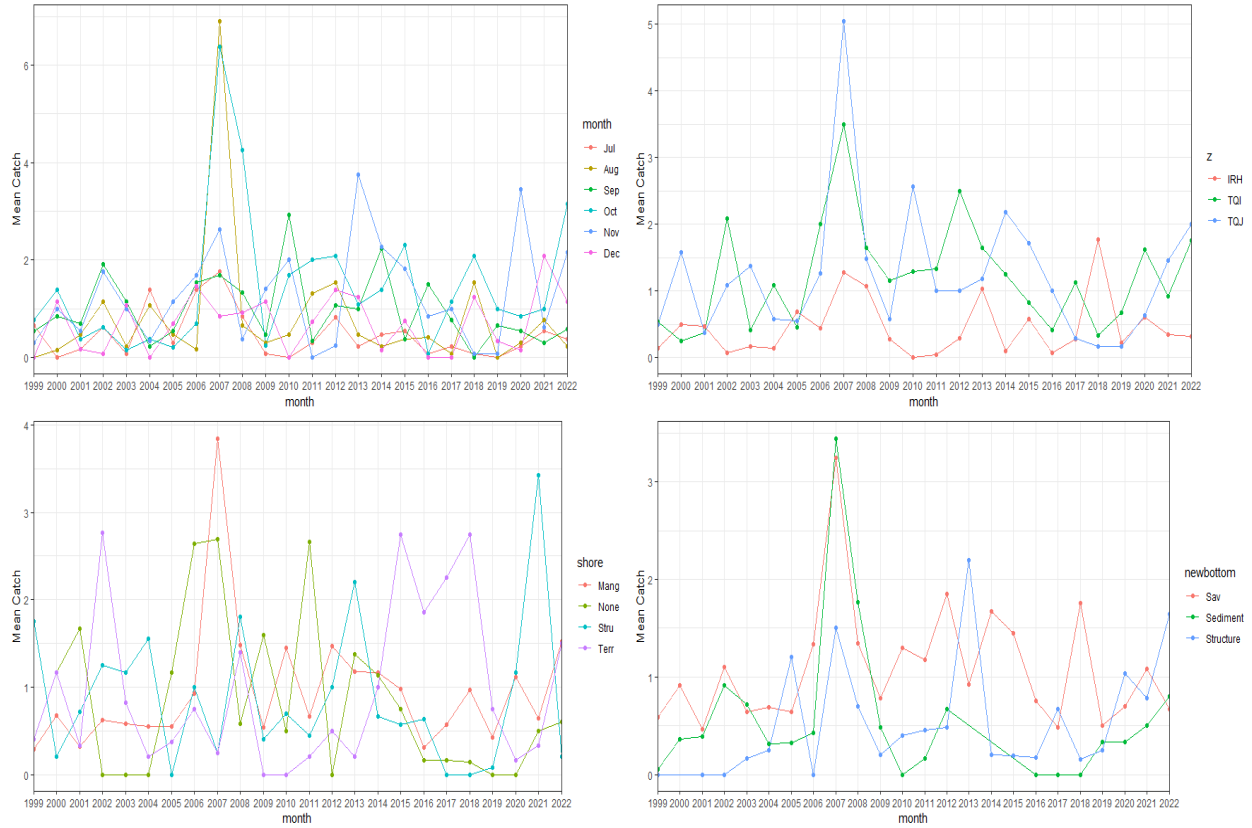 6
4
2
0
Mean Catch
1999 2000 2001 2002 2003 2004 2005 2006 2007 2008 2009 2010 2011 2012 2013 2014 2015 2016 2017 2018 2019 2020 2021 2022
month
month
Jul
Aug
Sep
Oct
Nov
Dec
5
4
3
2
1
0
Mean Catch
1999 2000 2001 2002 2003 2004 2005 2006 2007 2008 2009 2010 2011 2012 2013 2014 2015 2016 2017 2018 2019 2020 2021 2022
month
z
IRH
TQI
TQJ
4
3
2
1
0
Mean Catch
1999 2000 2001 2002 2003 2004 2005 2006 2007 2008 2009 2010 2011 2012 2013 2014 2015 2016 2017 2018 2019 2020 2021 2022
month
shore
Mang
None
Stru
Terr
3
2
1
0
Mean Catch
1999 2000 2001 2002 2003 2004 2005 2006 2007 2008 2009 2010 2011 2012 2013 2014 2015 2016 2017 2018 2019 2020 2021 2022
month
newbottom
Sav
Sediment
Structure